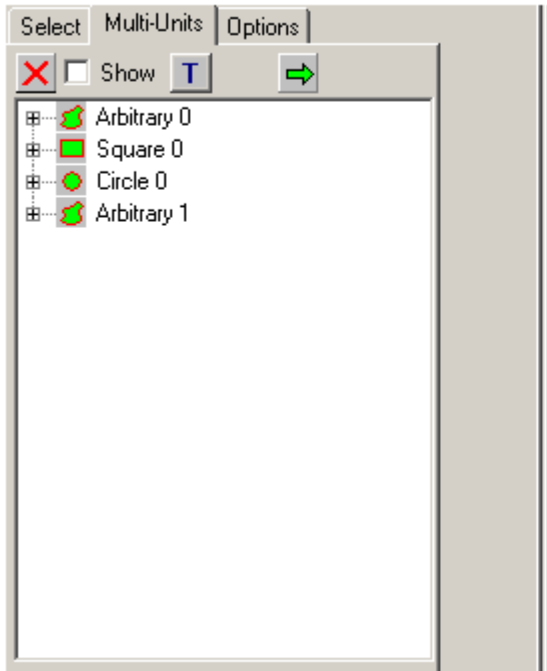 Select Multi-Units Options
Show T
Arbitrary 0
Square 0
Circle 0
Arbitrary 1